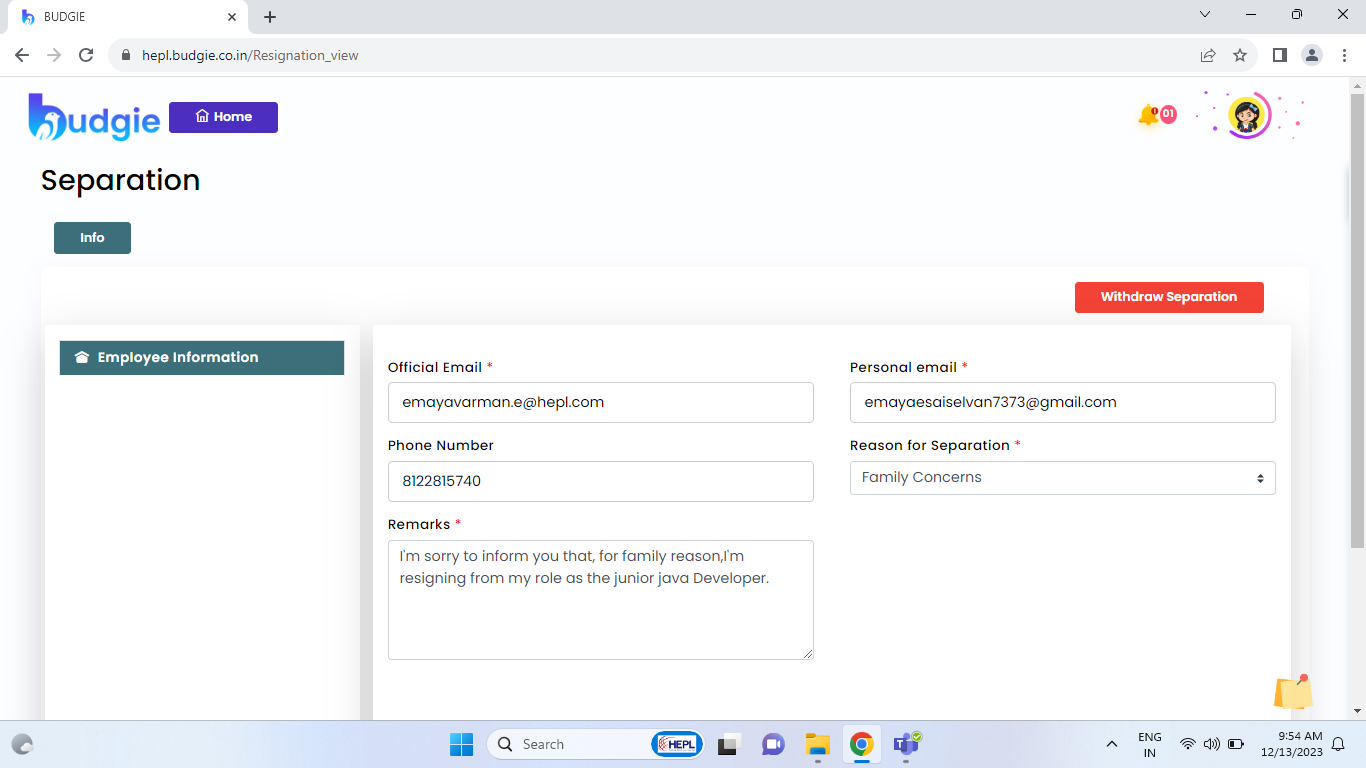 BUDGIE
hepl.budgie.co.in/Resignation_view
budgie
Home
01
Separation
Info
Withdraw Separation
Employee Information
Official Email *
Personal email *
emayavarman.e@hepl.com
emayaesaiselvan7373@gmail.com
Phone Number
Reason for Separation *
8122815740
Family Concerns
Remarks *
I'm sorry to inform you that, for family reason,I'm
resigning from my role as the junior java Developer.
Search
HEPL
ENG
IN
9:54 AM
12/13/2023